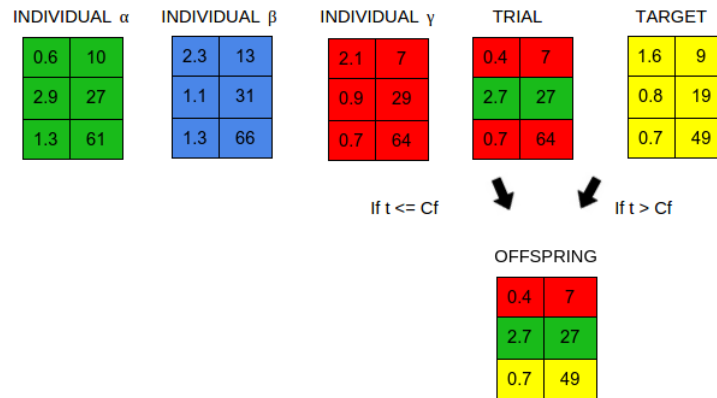 INDIVIDUAL α INDIVIDUAL β INDIVIDUAL γ TRIAL TARGET
0.6 10 2.3 13 2.1 7 0.4 7 1.6 9
2.9 27 1.1 31 0.9 29 2.7 27 0.8 19
1.3 61 1.3 66 0.7 64 0.7 64 0.7 49
If t <= Cf If t > Cf
OFFSPRING
0.4 7
2.7 27
0.7 49